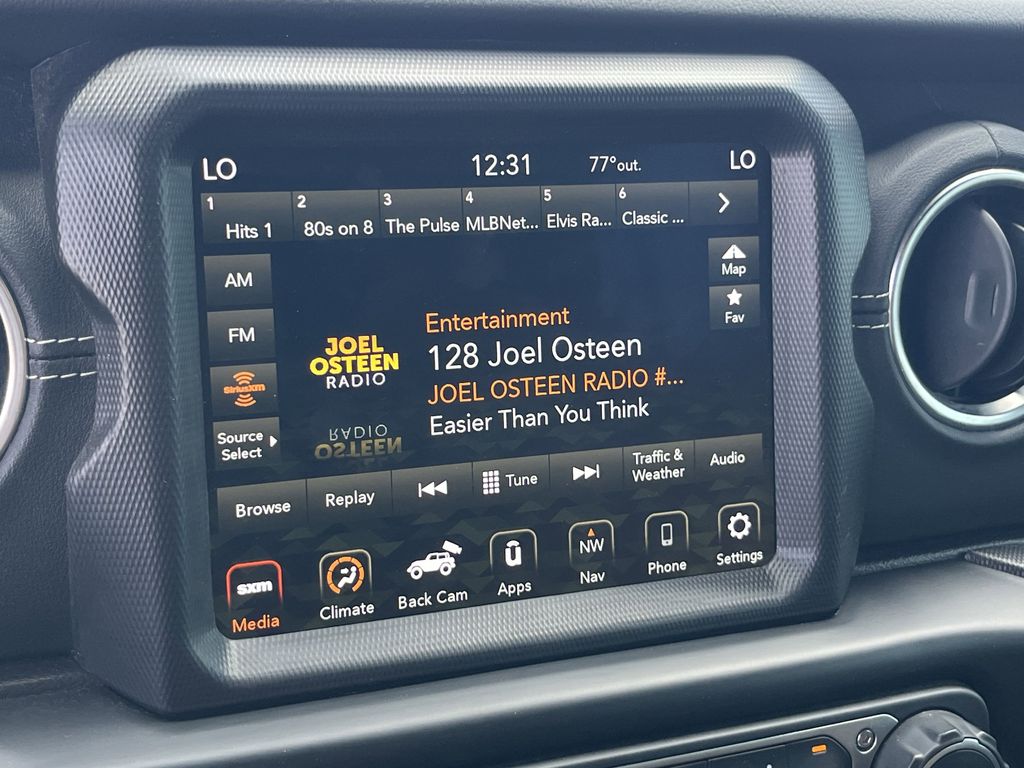 LO 12:31 77°out. LO
1 2 3 4 5 6
Hits 1 80s on 8 The Pulse MLBNet... Elvis Ra... Classic ...
AM
FM
SiriusXM
Source
Select
Map
Fav
JOEL
OSTEEN
RADIO
Entertainment
128 Joel Osteen
JOEL OSTEEN RADIO #...
Easier Than You Think
Browse Replay Tune Traffic &
Weather Audio
sxm
Media
Climate
Back Cam
Apps
NW
Nav
Phone
Settings